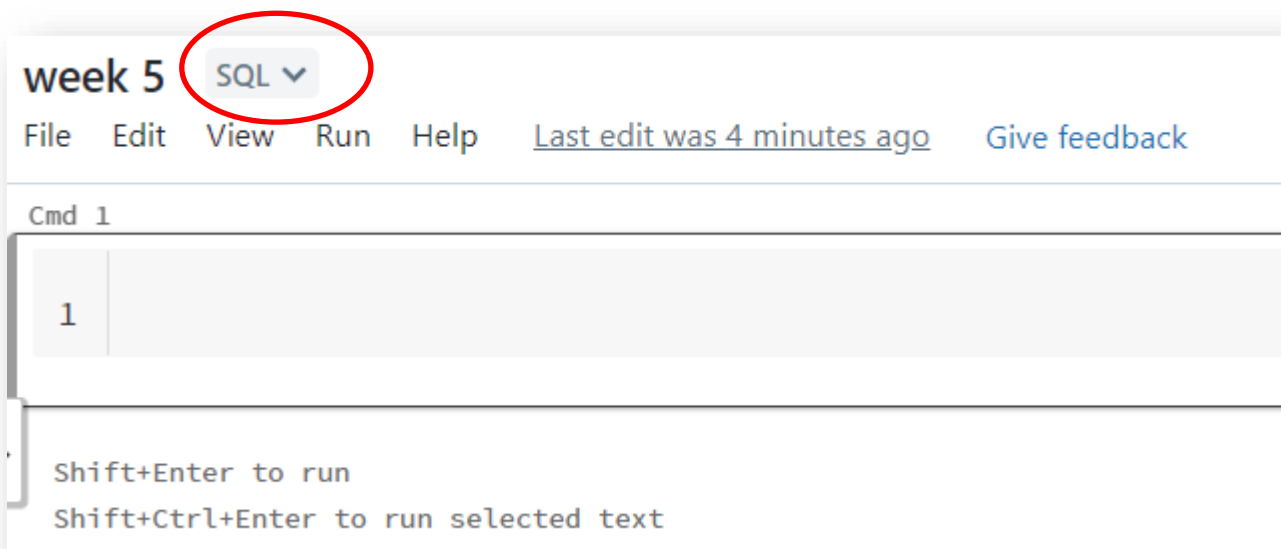 week 5 SQL
File Edit View Run Help Last edit was 4 minutes ago Give feedback
Cmd 1
1
Shift+Enter to run
Shift+Ctrl+Enter to run selected text